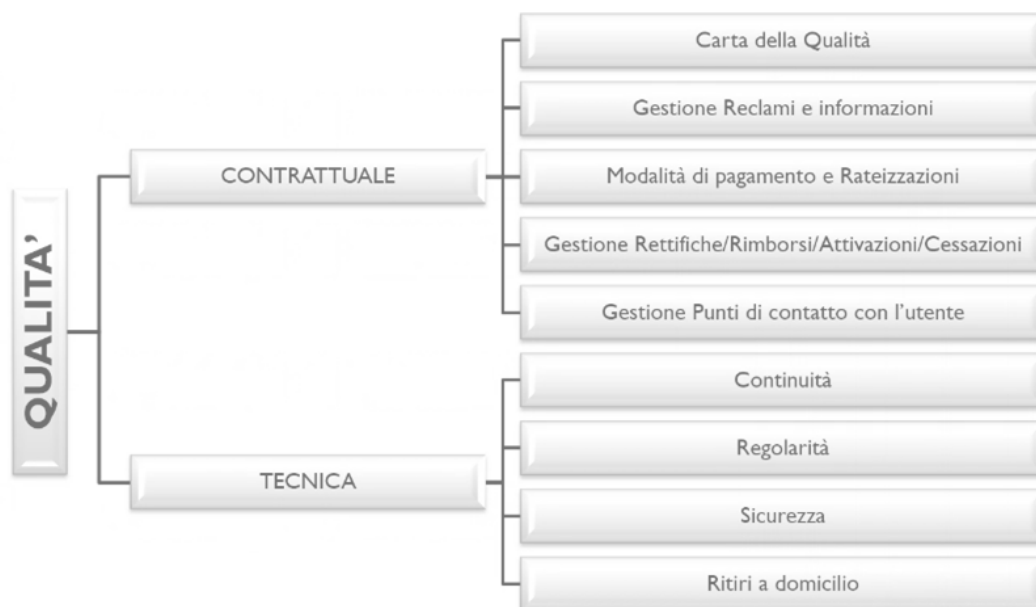 QUALITA'
CONTRATTUALE
Carta della Qualità
Gestione Reclami e informazioni
Modalità di pagamento e Rateizzazioni
Gestione Rettifiche/Rimborsi/Attivazioni/Cessazioni
Gestione Punti di contatto con l'utente
TECNICA
Continuità
Regolarità
Sicurezza
Ritiri a domicilio